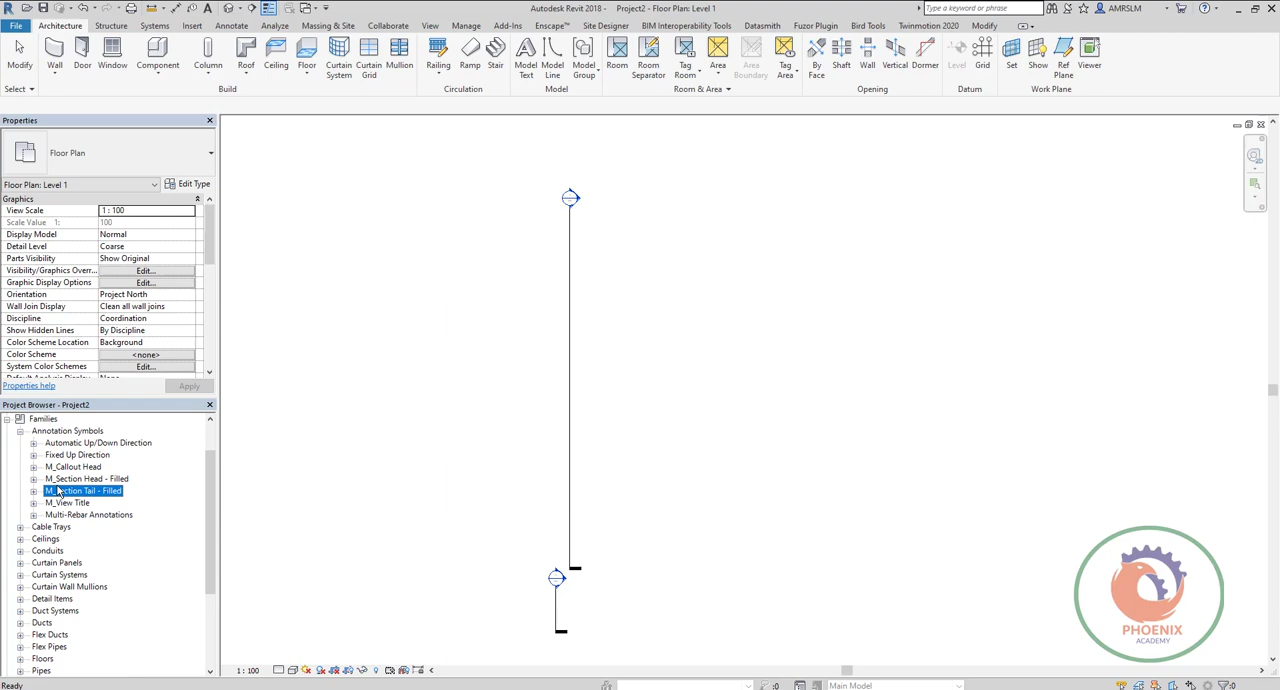 Autodesk Revit 2018 - Project2 - Floor Plan: Level 1
Type a keyword or phrase
AMRSLM
File Architecture Structure Systems Insert Annotate Analyze Massing & Site Collaborate View Manage Add-Ins Enscape™ Site Designer BIM Interoperability Tools Datasmith Fuzor Plugin Bird Tools Twinmotion 2020 Modify
Modify Wall Door Window Component Column Roof Ceiling Floor Curtain System Curtain Grid Mullion Railing Ramp Stair Model Text Model Line Model Group Room Room Separator Tag Room Area Area Boundary Tag Area By Face Shaft Wall Vertical Dormer Level Grid Set Show Ref Plane Viewer
Select Build Circulation Model Room & Area Opening Datum Work Plane
Properties
Floor Plan
Floor Plan: Level 1 Edit Type
Graphics
View Scale 1 : 100
Scale Value 1: 100
Display Model Normal
Detail Level Coarse
Parts Visibility Show Original
Visibility/Graphics Overr... Edit...
Graphic Display Options Edit...
Orientation Project North
Wall Join Display Clean all wall joins
Discipline Coordination
Show Hidden Lines By Discipline
Color Scheme Location Background
Color Scheme <none>
System Color Schemes Edit...
Properties help Apply
Project Browser - Project2
Families
Annotation Symbols
Automatic Up/Down Direction
Fixed Up Direction
M_Callout Head
M_Section Head - Filled
M_Section Tail - Filled
M_View Title
Multi-Rebar Annotations
Cable Trays
Ceilings
Conduits
Curtain Panels
Curtain Systems
Curtain Wall Mullions
Detail Items
Duct Systems
Ducts
Flex Ducts
Flex Pipes
Floors
Pipes
PHOENIX
ACADEMY
1 : 100
Ready :0 Main Model :0